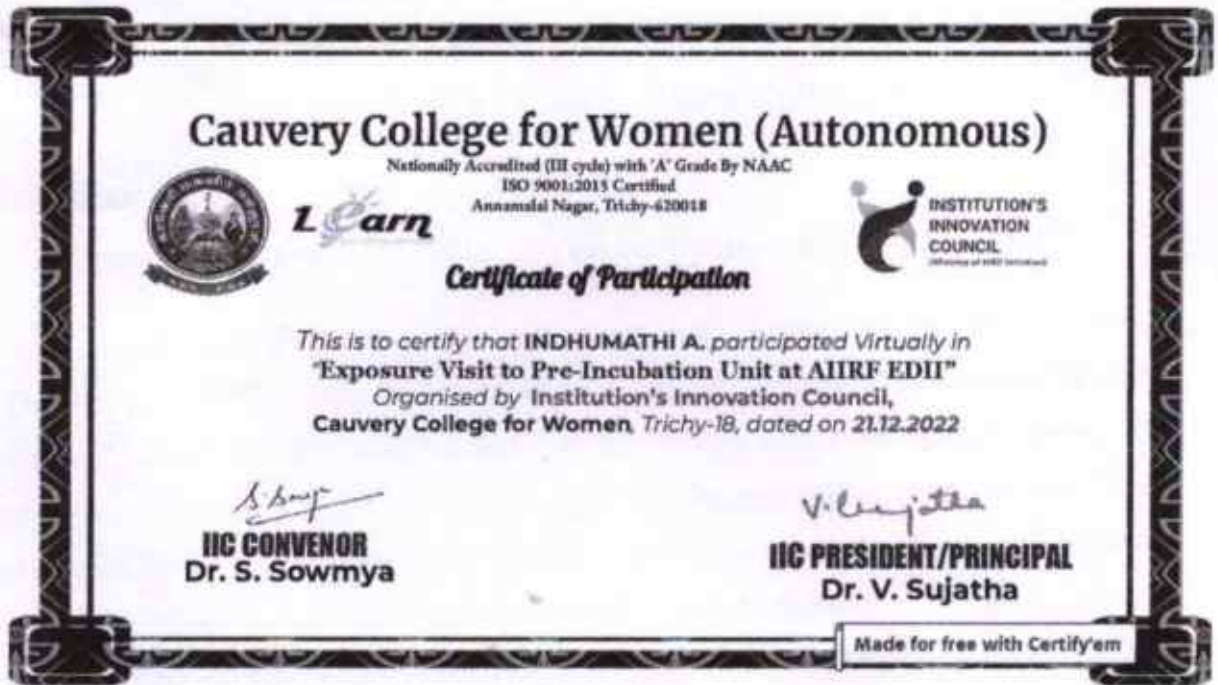 Cauvery College for Women (Autonomous)
Nationally Accredited (III cycle) with "A" Grade By NAAC
ISO 9001:2015 Certified
Annamalai Nagar, Trichy-620018
Learn
INSTITUTION'S
INNOVATION
COUNCIL
Certificate of Participation
This is to certify that INDHUMATHI A. participated Virtually in
"Exposure Visit to Pre-Incubation Unit at AIIRF EDII"
Organised by Institution's Innovation Council,
Cauvery College for Women, Trichy-18, dated on 21.12.2022
S. Sowmya
V. Sujatha
IIC CONVENOR
IIC PRESIDENT/PRINCIPAL
Dr. S. Sowmya
Dr. V. Sujatha
Made for free with Certify'em